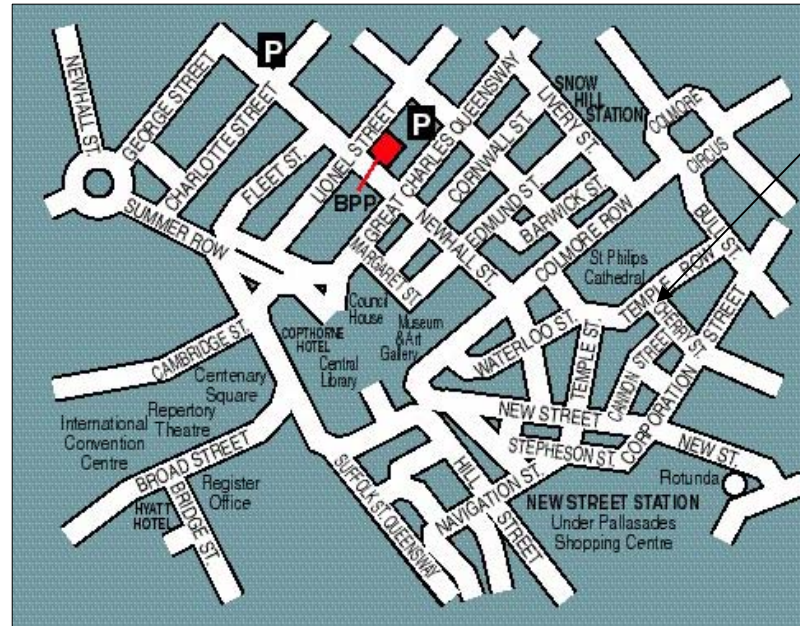 NEWHALL ST.
GEORGE STREET
P
CHARLOTTE STREET
FLEET ST.
LIONEL STREET
P
BPP
GREAT CHARLES QUEENSWAY
CORNWALL ST.
LIVERY ST.
SNOW
HILL
STATION
COLMORE
CIRCUS
SUMMER ROW
MARGARET ST.
NEWHALL ST.
EDMUND ST.
BARWICK ST.
COLMORE ROW
BULL ST.
St Philips
Cathedral
TEMPLE ROW
CHERRY ST.
Council
House
Museum
& Art
Gallery
COPTHORNE
HOTEL
Central
Library
WATERLOO ST.
TEMPLE ST.
CANNON STREET
CORPORATION STREET
CAMBRIDGE ST.
Centenary
Square
Repertory
Theatre
International
Convention
Centre
BROAD STREET
NEW STREET
STEPHESON ST.
NEW ST.
Rotunda
Register
Office
HYATT
HOTEL
BRIDGE ST.
SUFFOLK ST. QUEENSWAY
HILL STREET
NAVIGATION ST.
NEW STREET STATION
Under Pallasades
Shopping Centre